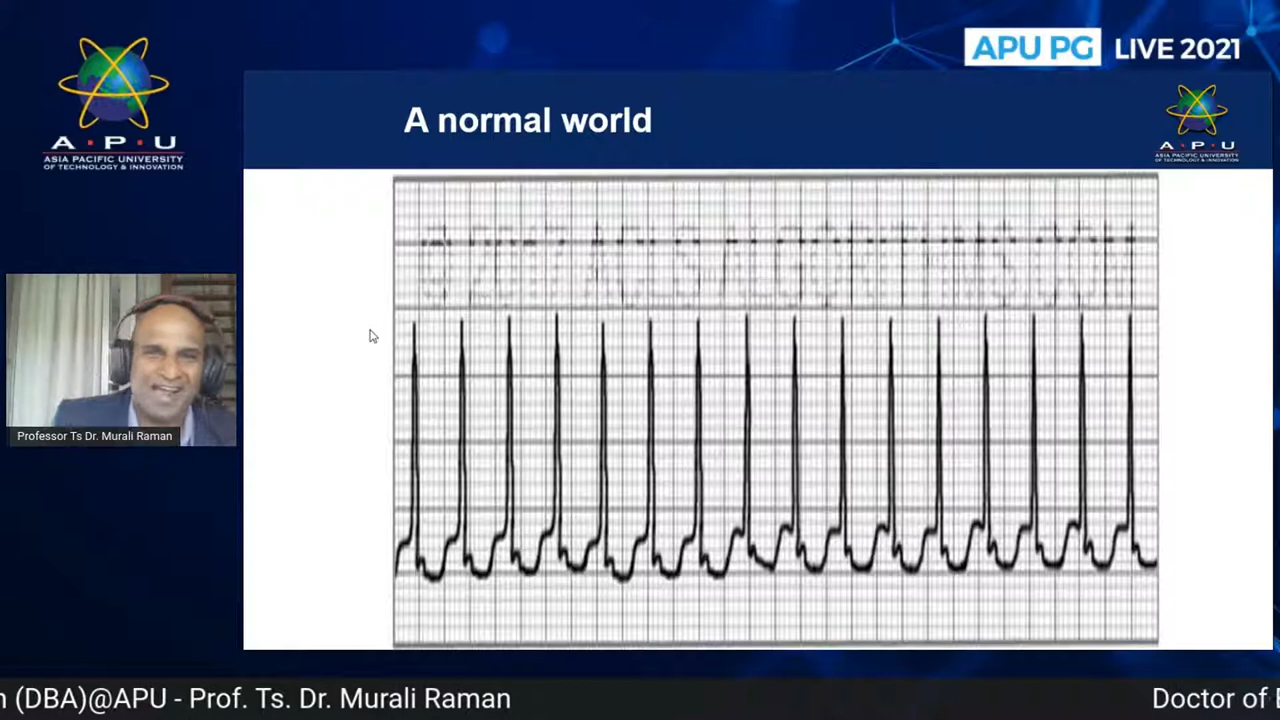 APU PG LIVE 2021
A·P·U
ASIA PACIFIC UNIVERSITY
OF TECHNOLOGY & INNOVATION
A normal world
A·P·U
ASIA PACIFIC UNIVERSITY
OF TECHNOLOGY & INNOVATION
Professor Ts Dr. Murali Raman
(DBA)@APU - Prof. Ts. Dr. Murali Raman
Doctor of